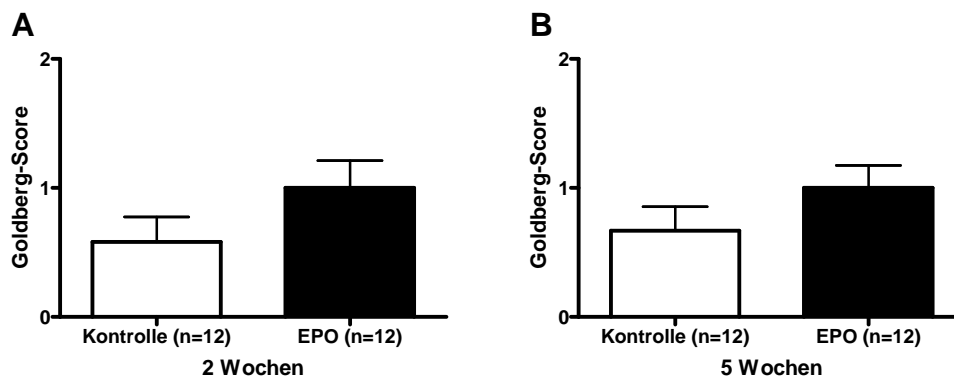 A
2
Goldberg-Score
1
0
Kontrolle (n=12) EPO (n=12)
2 Wochen
B
2
Goldberg-Score
1
0
Kontrolle (n=12) EPO (n=12)
5 Wochen